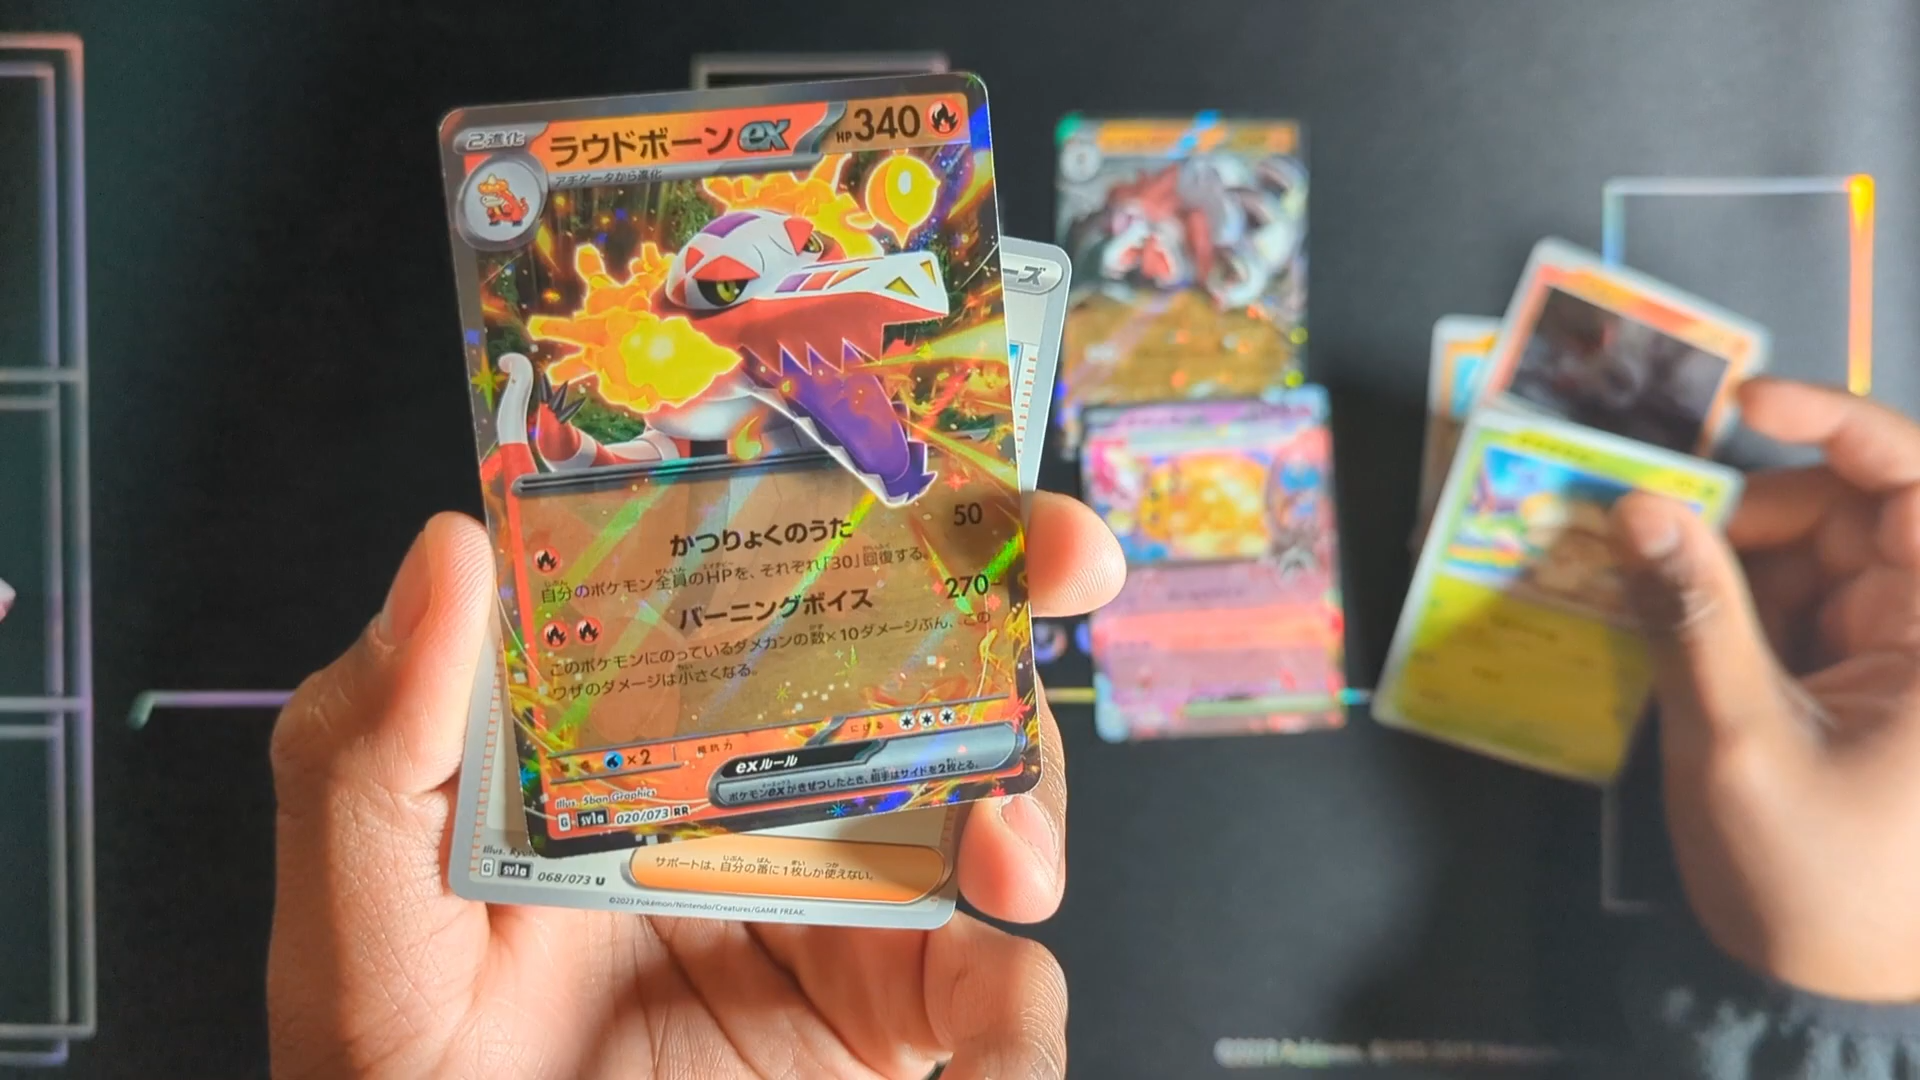 2進化
ラウドボーンex
HP340
アチゲータから進化
ーズ
かつりょくのうた 50
自分のポケモン全員のHPを、それぞれ「30」回復する。
バーニングボイス 270-
このポケモンにのっているダメカンの数×10ダメージぶん、この
ワザのダメージは小さくなる。
×2 抵抗力 にげる
exルール
ポケモンexがきぜつしたとき、相手はサイドを2枚とる。
Illus. 5ban Graphics
G sv1a 020/073 RR
サポートは、自分の番に1枚しか使えない。
G sv1a 068/073 U
©2023 Pokémon/Nintendo/Creatures/GAME FREAK.